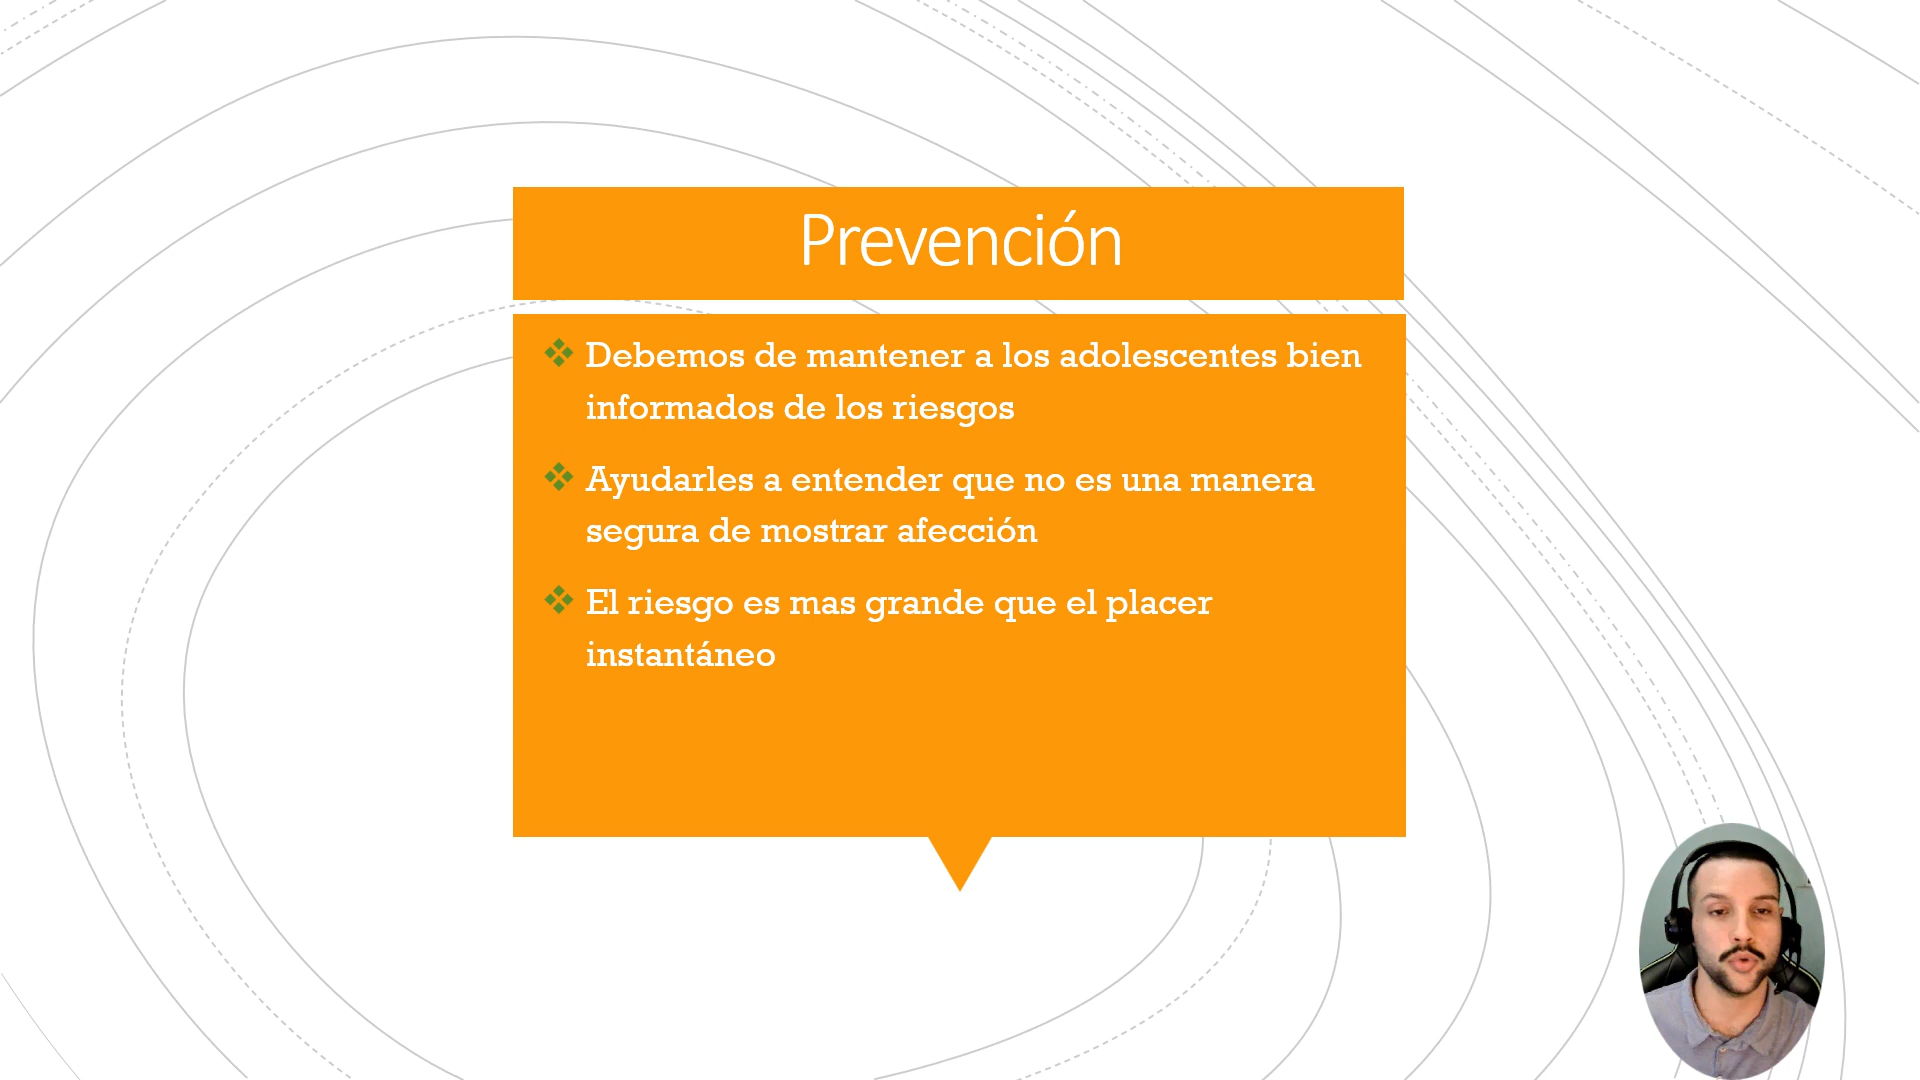 Prevención
Debemos de mantener a los adolescentes bien
informados de los riesgos
Ayudarles a entender que no es una manera
segura de mostrar afección
El riesgo es mas grande que el placer
instantáneo